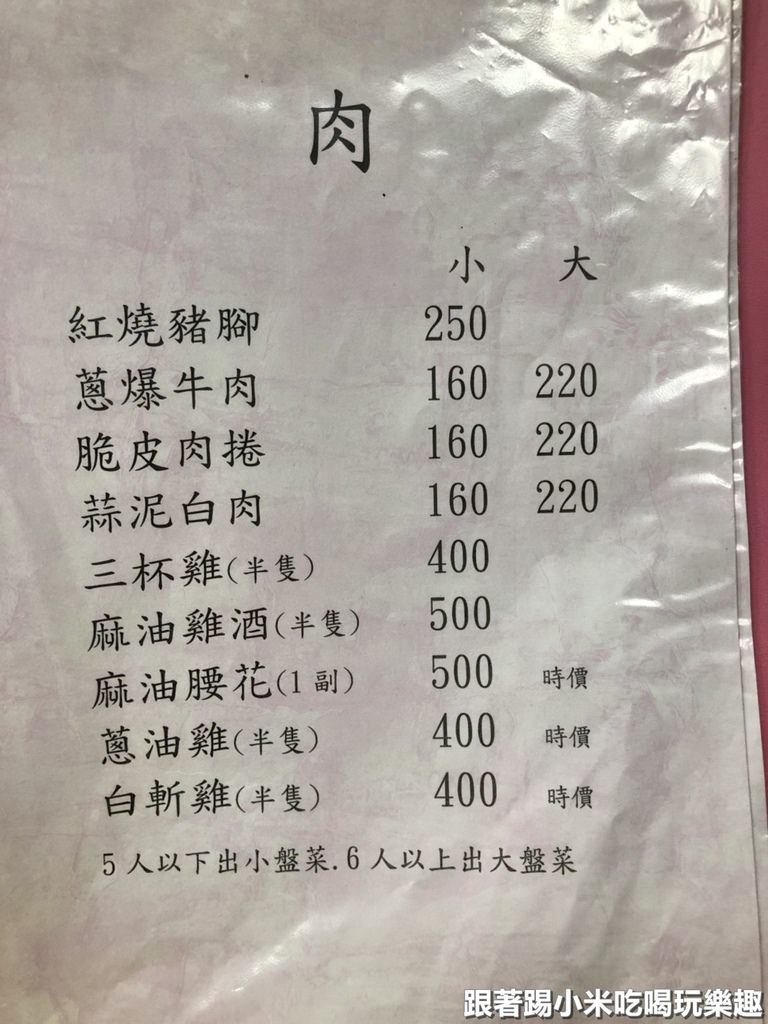 肉
小 大
紅燒豬腳 250
蔥爆牛肉 160 220
脆皮肉捲 160 220
蒜泥白肉 160 220
三杯雞(半隻) 400
麻油雞酒(半隻) 500
麻油腰花(1副) 500 時價
蔥油雞(半隻) 400 時價
白斬雞(半隻) 400 時價
5人以下出小盤菜.6人以上出大盤菜
跟著踢小米吃喝玩樂趣